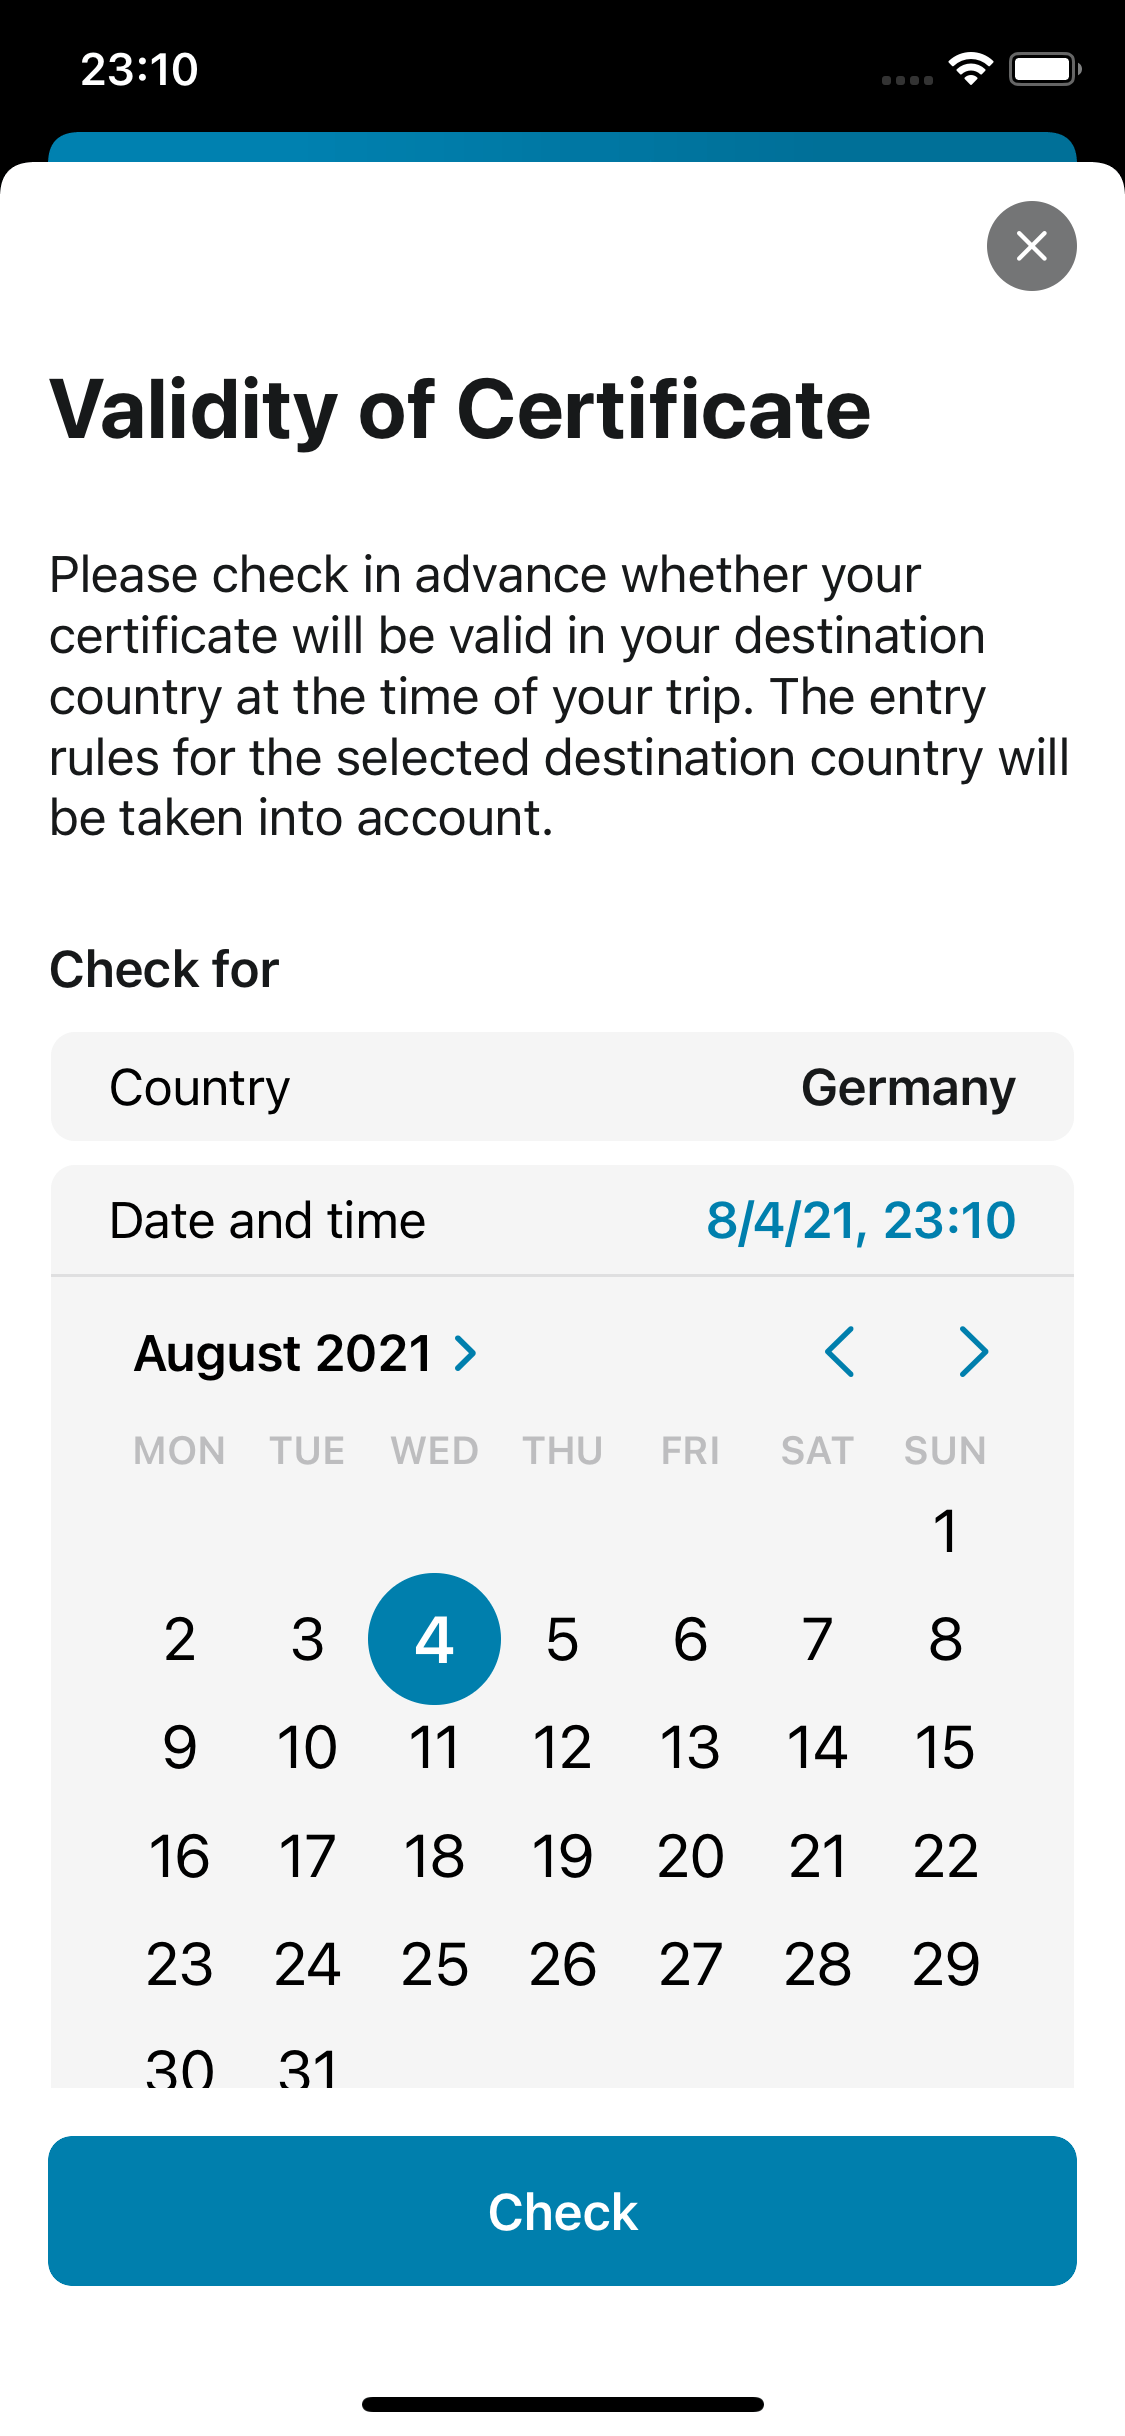 23:10
Validity of Certificate
Please check in advance whether your
certificate will be valid in your destination
country at the time of your trip. The entry
rules for the selected destination country will
be taken into account.
Check for
Country Germany
Date and time 8/4/21, 23:10
August 2021
MON TUE WED THU FRI SAT SUN
1
2 3 4 5 6 7 8
9 10 11 12 13 14 15
16 17 18 19 20 21 22
23 24 25 26 27 28 29
30 31
Check